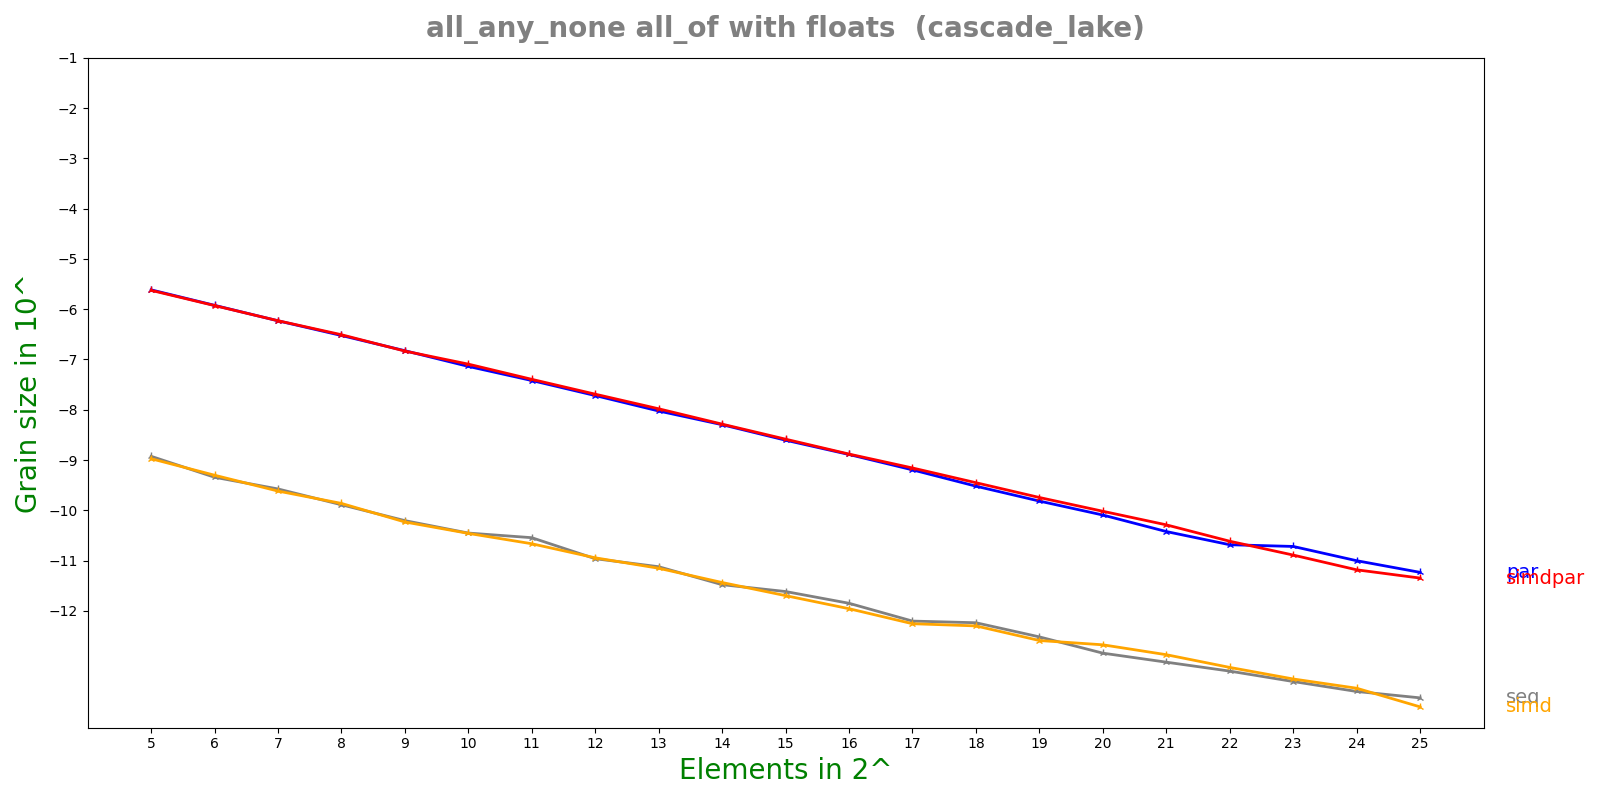 all_any_none all_of with floats  (cascade_lake)
−1
−2
−3
−4
−5
−6
−7
−8
−9
−10
−11
−12
Grain size in 10^
par
simdpar
seq
simd
5 6 7 8 9 10 11 12 13 14 15 16 17 18 19 20 21 22 23 24 25
Elements in 2^